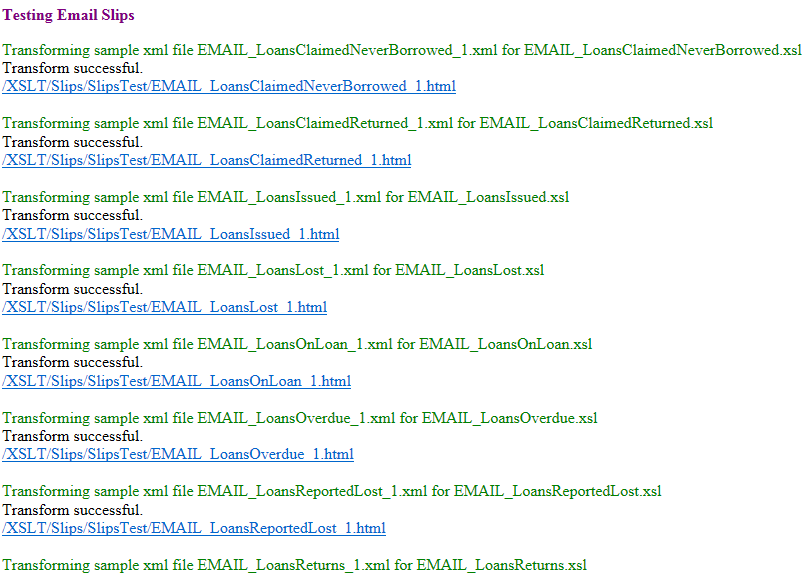 Testing Email Slips
Transforming sample xml file EMAIL_LoansClaimedNeverBorrowed_1.xml for EMAIL_LoansClaimedNeverBorrowed.xsl
Transform successful.
/XSLT/Slips/SlipsTest/EMAIL_LoansClaimedNeverBorrowed_1.html
Transforming sample xml file EMAIL_LoansClaimedReturned_1.xml for EMAIL_LoansClaimedReturned.xsl
Transform successful.
/XSLT/Slips/SlipsTest/EMAIL_LoansClaimedReturned_1.html
Transforming sample xml file EMAIL_LoansIssued_1.xml for EMAIL_LoansIssued.xsl
Transform successful.
/XSLT/Slips/SlipsTest/EMAIL_LoansIssued_1.html
Transforming sample xml file EMAIL_LoansLost_1.xml for EMAIL_LoansLost.xsl
Transform successful.
/XSLT/Slips/SlipsTest/EMAIL_LoansLost_1.html
Transforming sample xml file EMAIL_LoansOnLoan_1.xml for EMAIL_LoansOnLoan.xsl
Transform successful.
/XSLT/Slips/SlipsTest/EMAIL_LoansOnLoan_1.html
Transforming sample xml file EMAIL_LoansOverdue_1.xml for EMAIL_LoansOverdue.xsl
Transform successful.
/XSLT/Slips/SlipsTest/EMAIL_LoansOverdue_1.html
Transforming sample xml file EMAIL_LoansReportedLost_1.xml for EMAIL_LoansReportedLost.xsl
Transform successful.
/XSLT/Slips/SlipsTest/EMAIL_LoansReportedLost_1.html
Transforming sample xml file EMAIL_LoansReturns_1.xml for EMAIL_LoansReturns.xsl